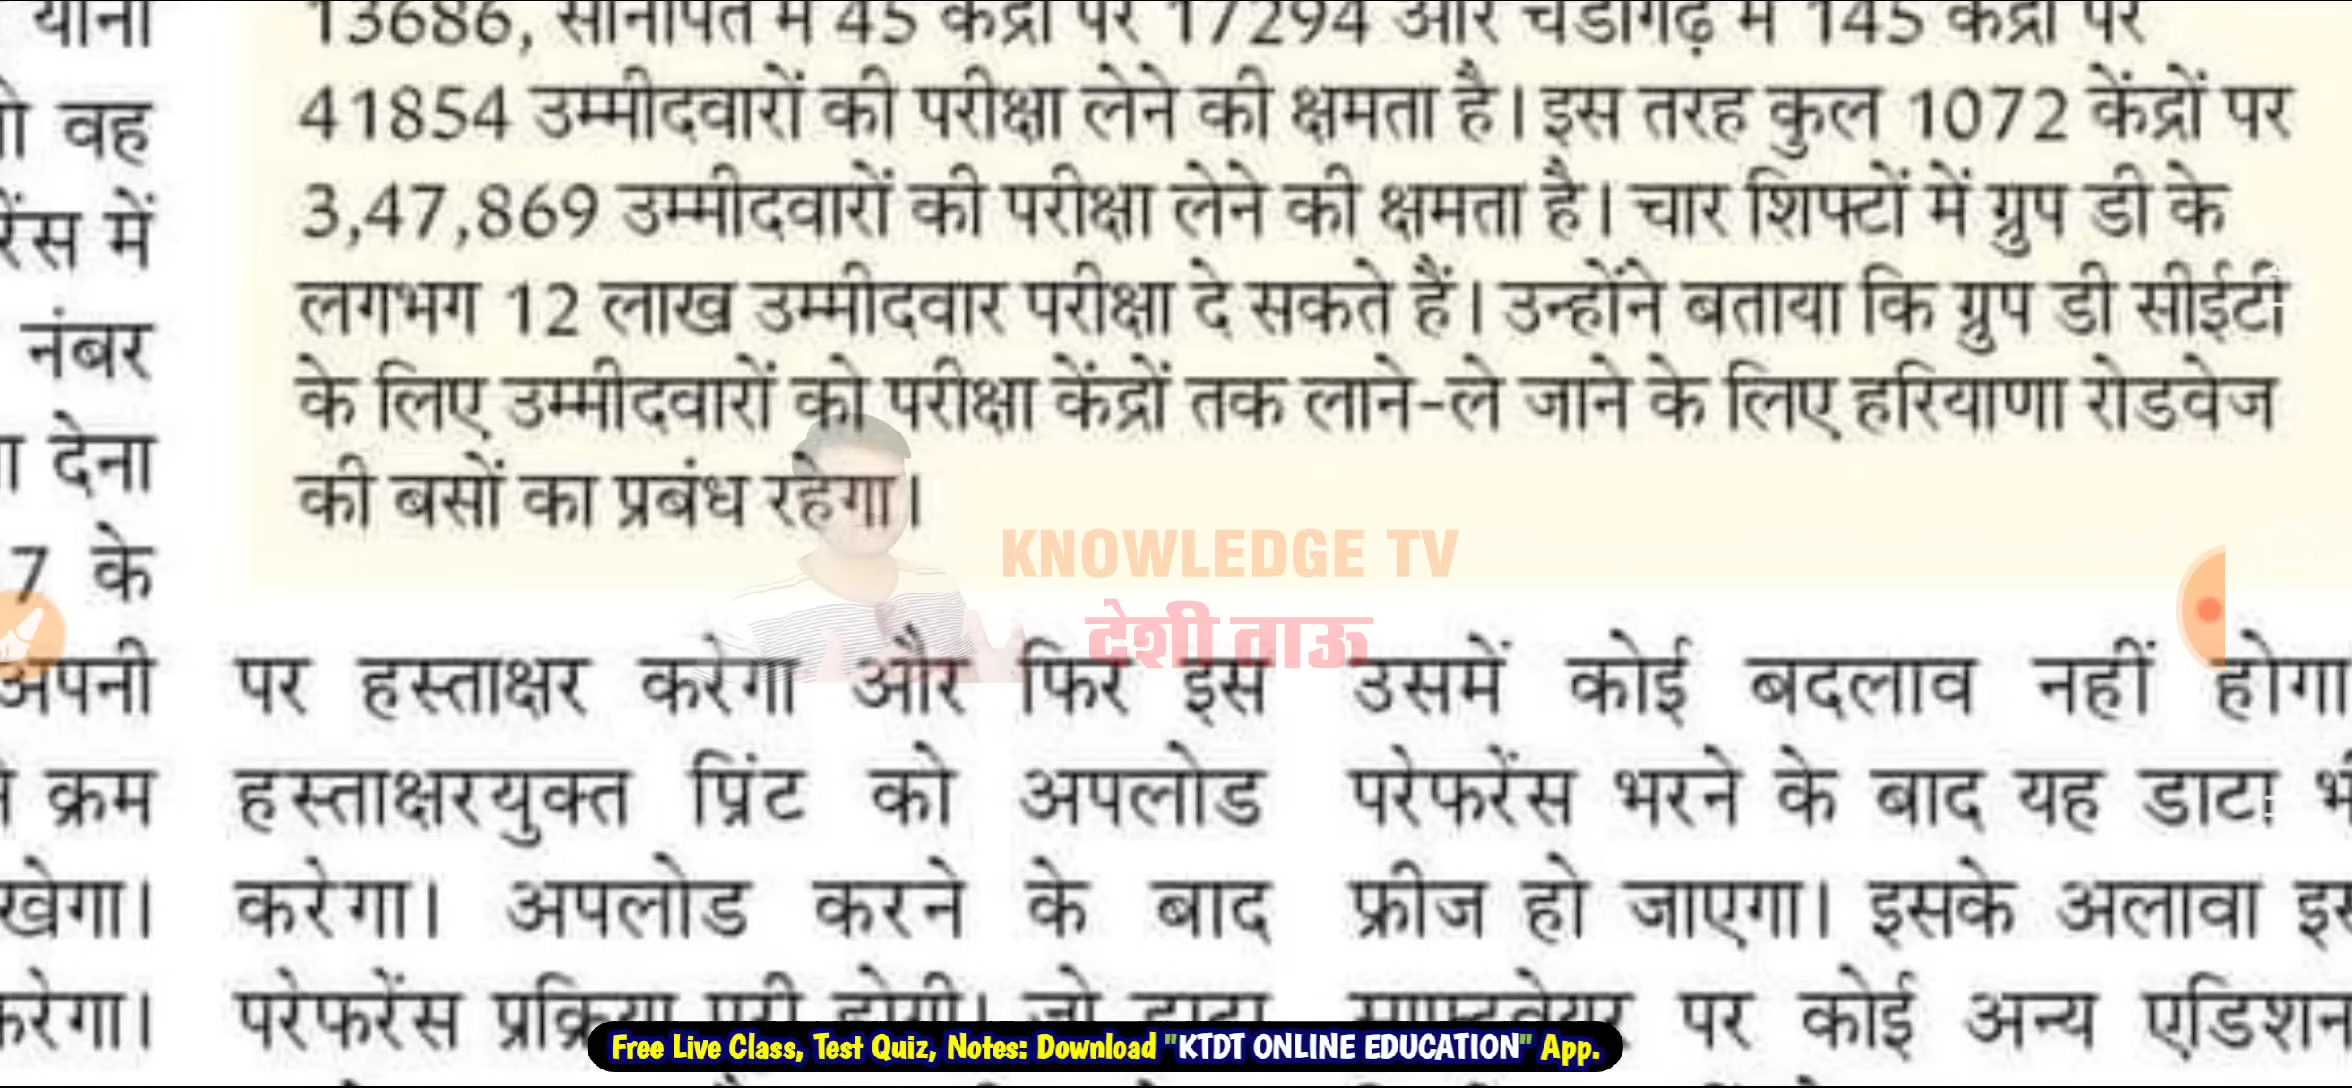 यानी
वह
में
नंबर
देना
7 के
अपनी
क्रम
करेगा।
13686, सोनीपत में 45 केंद्रों पर 17294 और चंडीगढ़ में 145 केंद्रों पर
41854 उम्मीदवारों की परीक्षा लेने की क्षमता है। इस तरह कुल 1072 केंद्रों पर
3,47,869 उम्मीदवारों की परीक्षा लेने की क्षमता है। चार शिफ्टों में ग्रुप डी के
लगभग 12 लाख उम्मीदवार परीक्षा दे सकते हैं। उन्होंने बताया कि ग्रुप डी सीईटी
के लिए उम्मीदवारों को परीक्षा केंद्रों तक लाने-ले जाने के लिए हरियाणा रोडवेज
की बसों का प्रबंध रहेगा।
KNOWLEDGE TV
देशी ताऊ
पर हस्ताक्षर करेगा और फिर इस
हस्ताक्षरयुक्त प्रिंट को अपलोड
करेगा। अपलोड करने के बाद
परेफरेंस प्रक्रिया पूरी होगी। जो डाटा
उसमें कोई बदलाव नहीं होगा
परेफरेंस भरने के बाद यह डाटा
फ्रीज हो जाएगा। इसके अलावा
साफ्टवेयर पर कोई अन्य एडिशन
Free Live Class, Test Quiz, Notes: Download "KTDT ONLINE EDUCATION" App.